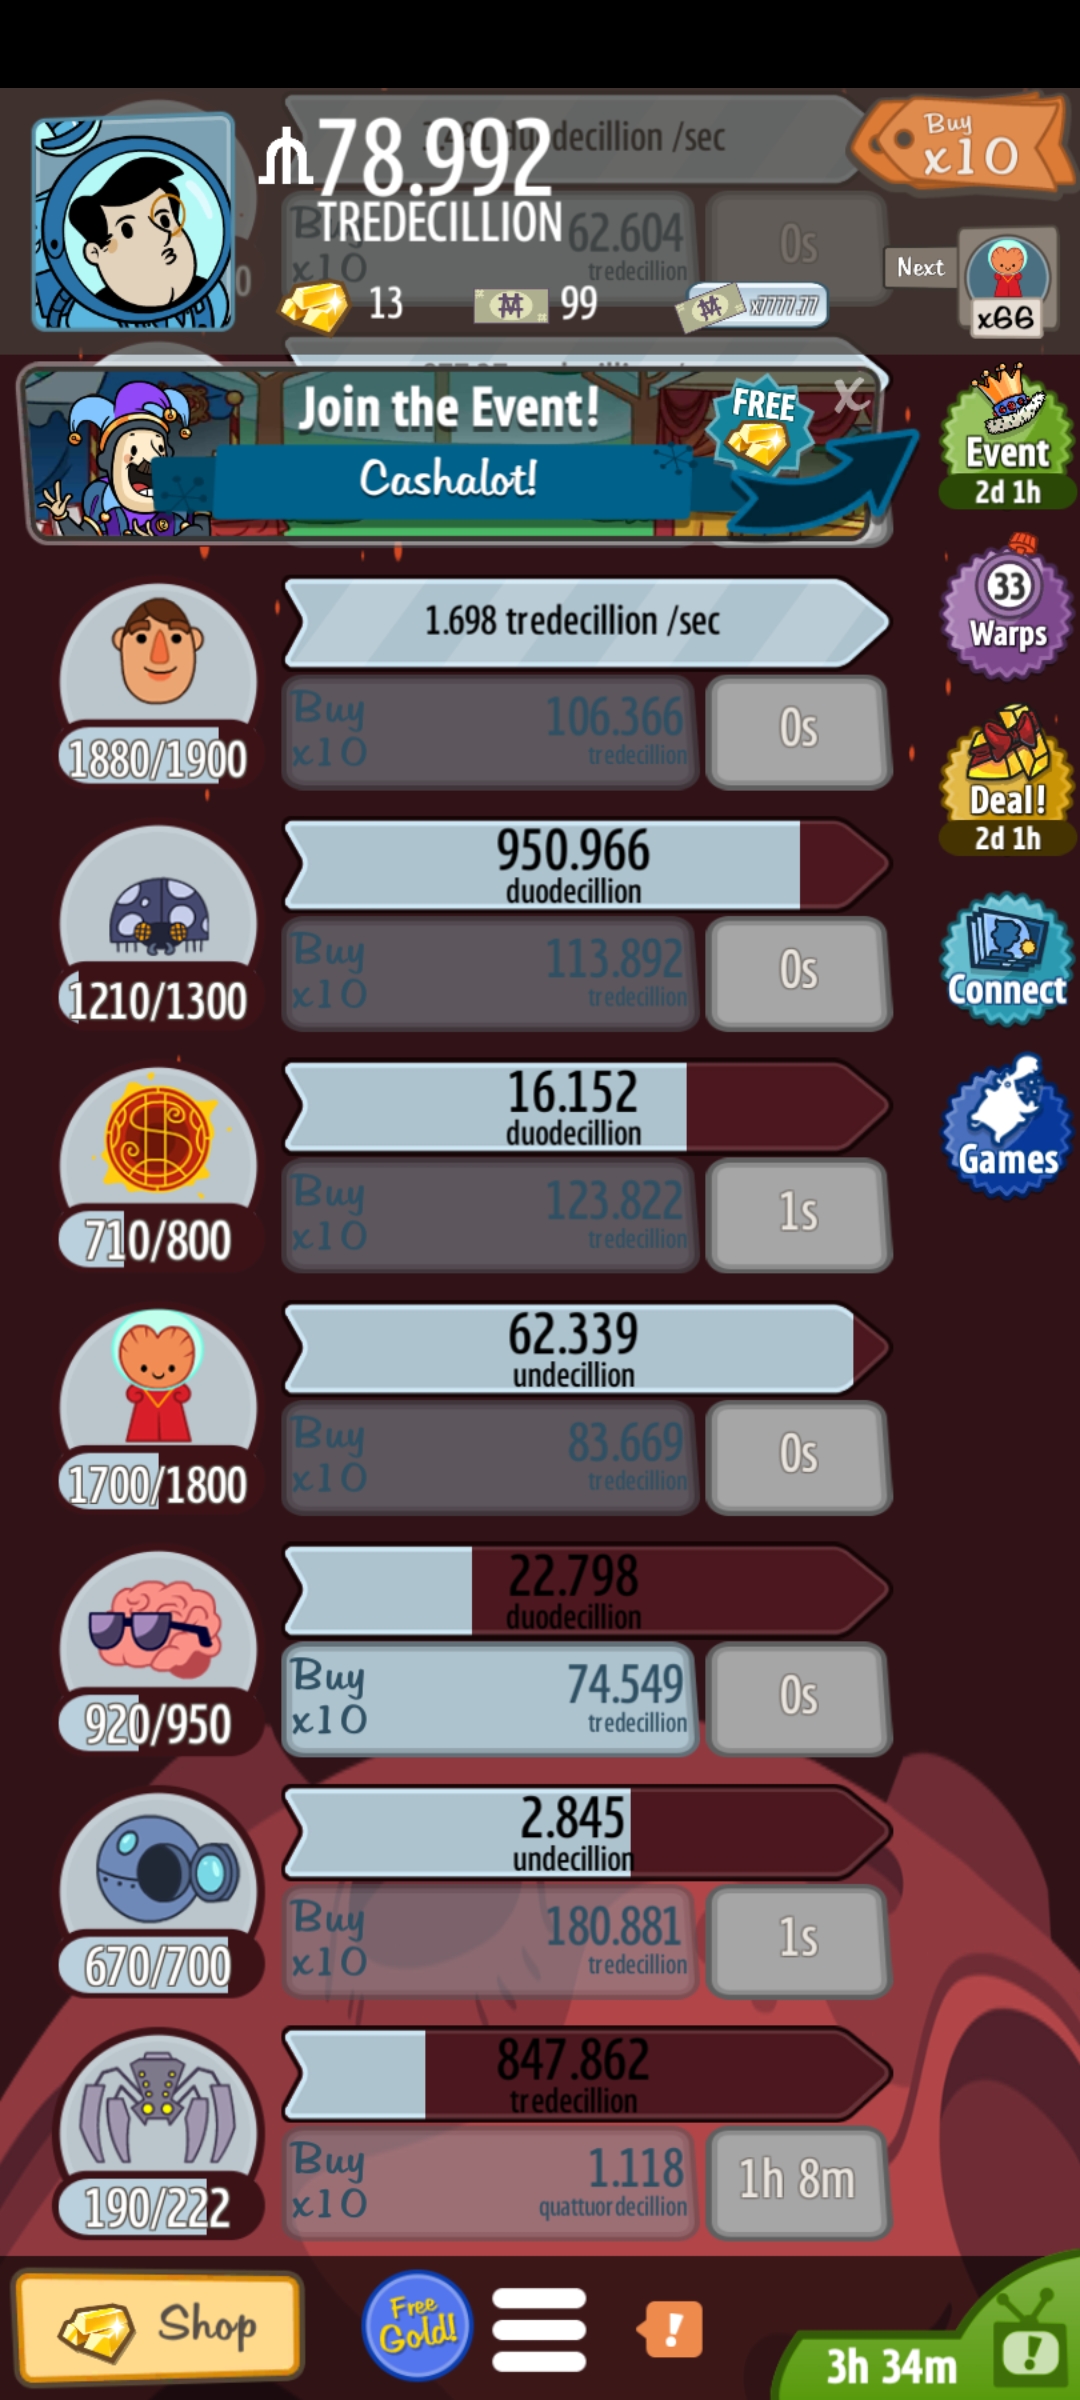 78.992
TREDECILLION
duodecillion /sec
Buy
x10
62.604
tredecillion
0s
13
99
x7777.77
Buy
x10
Next
x66
Join the Event!
Cashalot!
FREE
X
Event
2d 1h
33
Warps
Deal!
2d 1h
Connect
Games
1.698 tredecillion /sec
Buy
x10
106.366
tredecillion
0s
1880/1900
950.966
duodecillion
Buy
x10
113.892
tredecillion
0s
1210/1300
16.152
duodecillion
Buy
x10
123.822
tredecillion
1s
710/800
62.339
undecillion
Buy
x10
83.669
tredecillion
0s
1700/1800
22.798
duodecillion
Buy
x10
74.549
tredecillion
0s
920/950
2.845
undecillion
Buy
x10
180.881
tredecillion
1s
670/700
847.862
tredecillion
Buy
x10
1.118
quattuordecillion
1h 8m
190/222
Shop
Free
Gold!
!
3h 34m
!